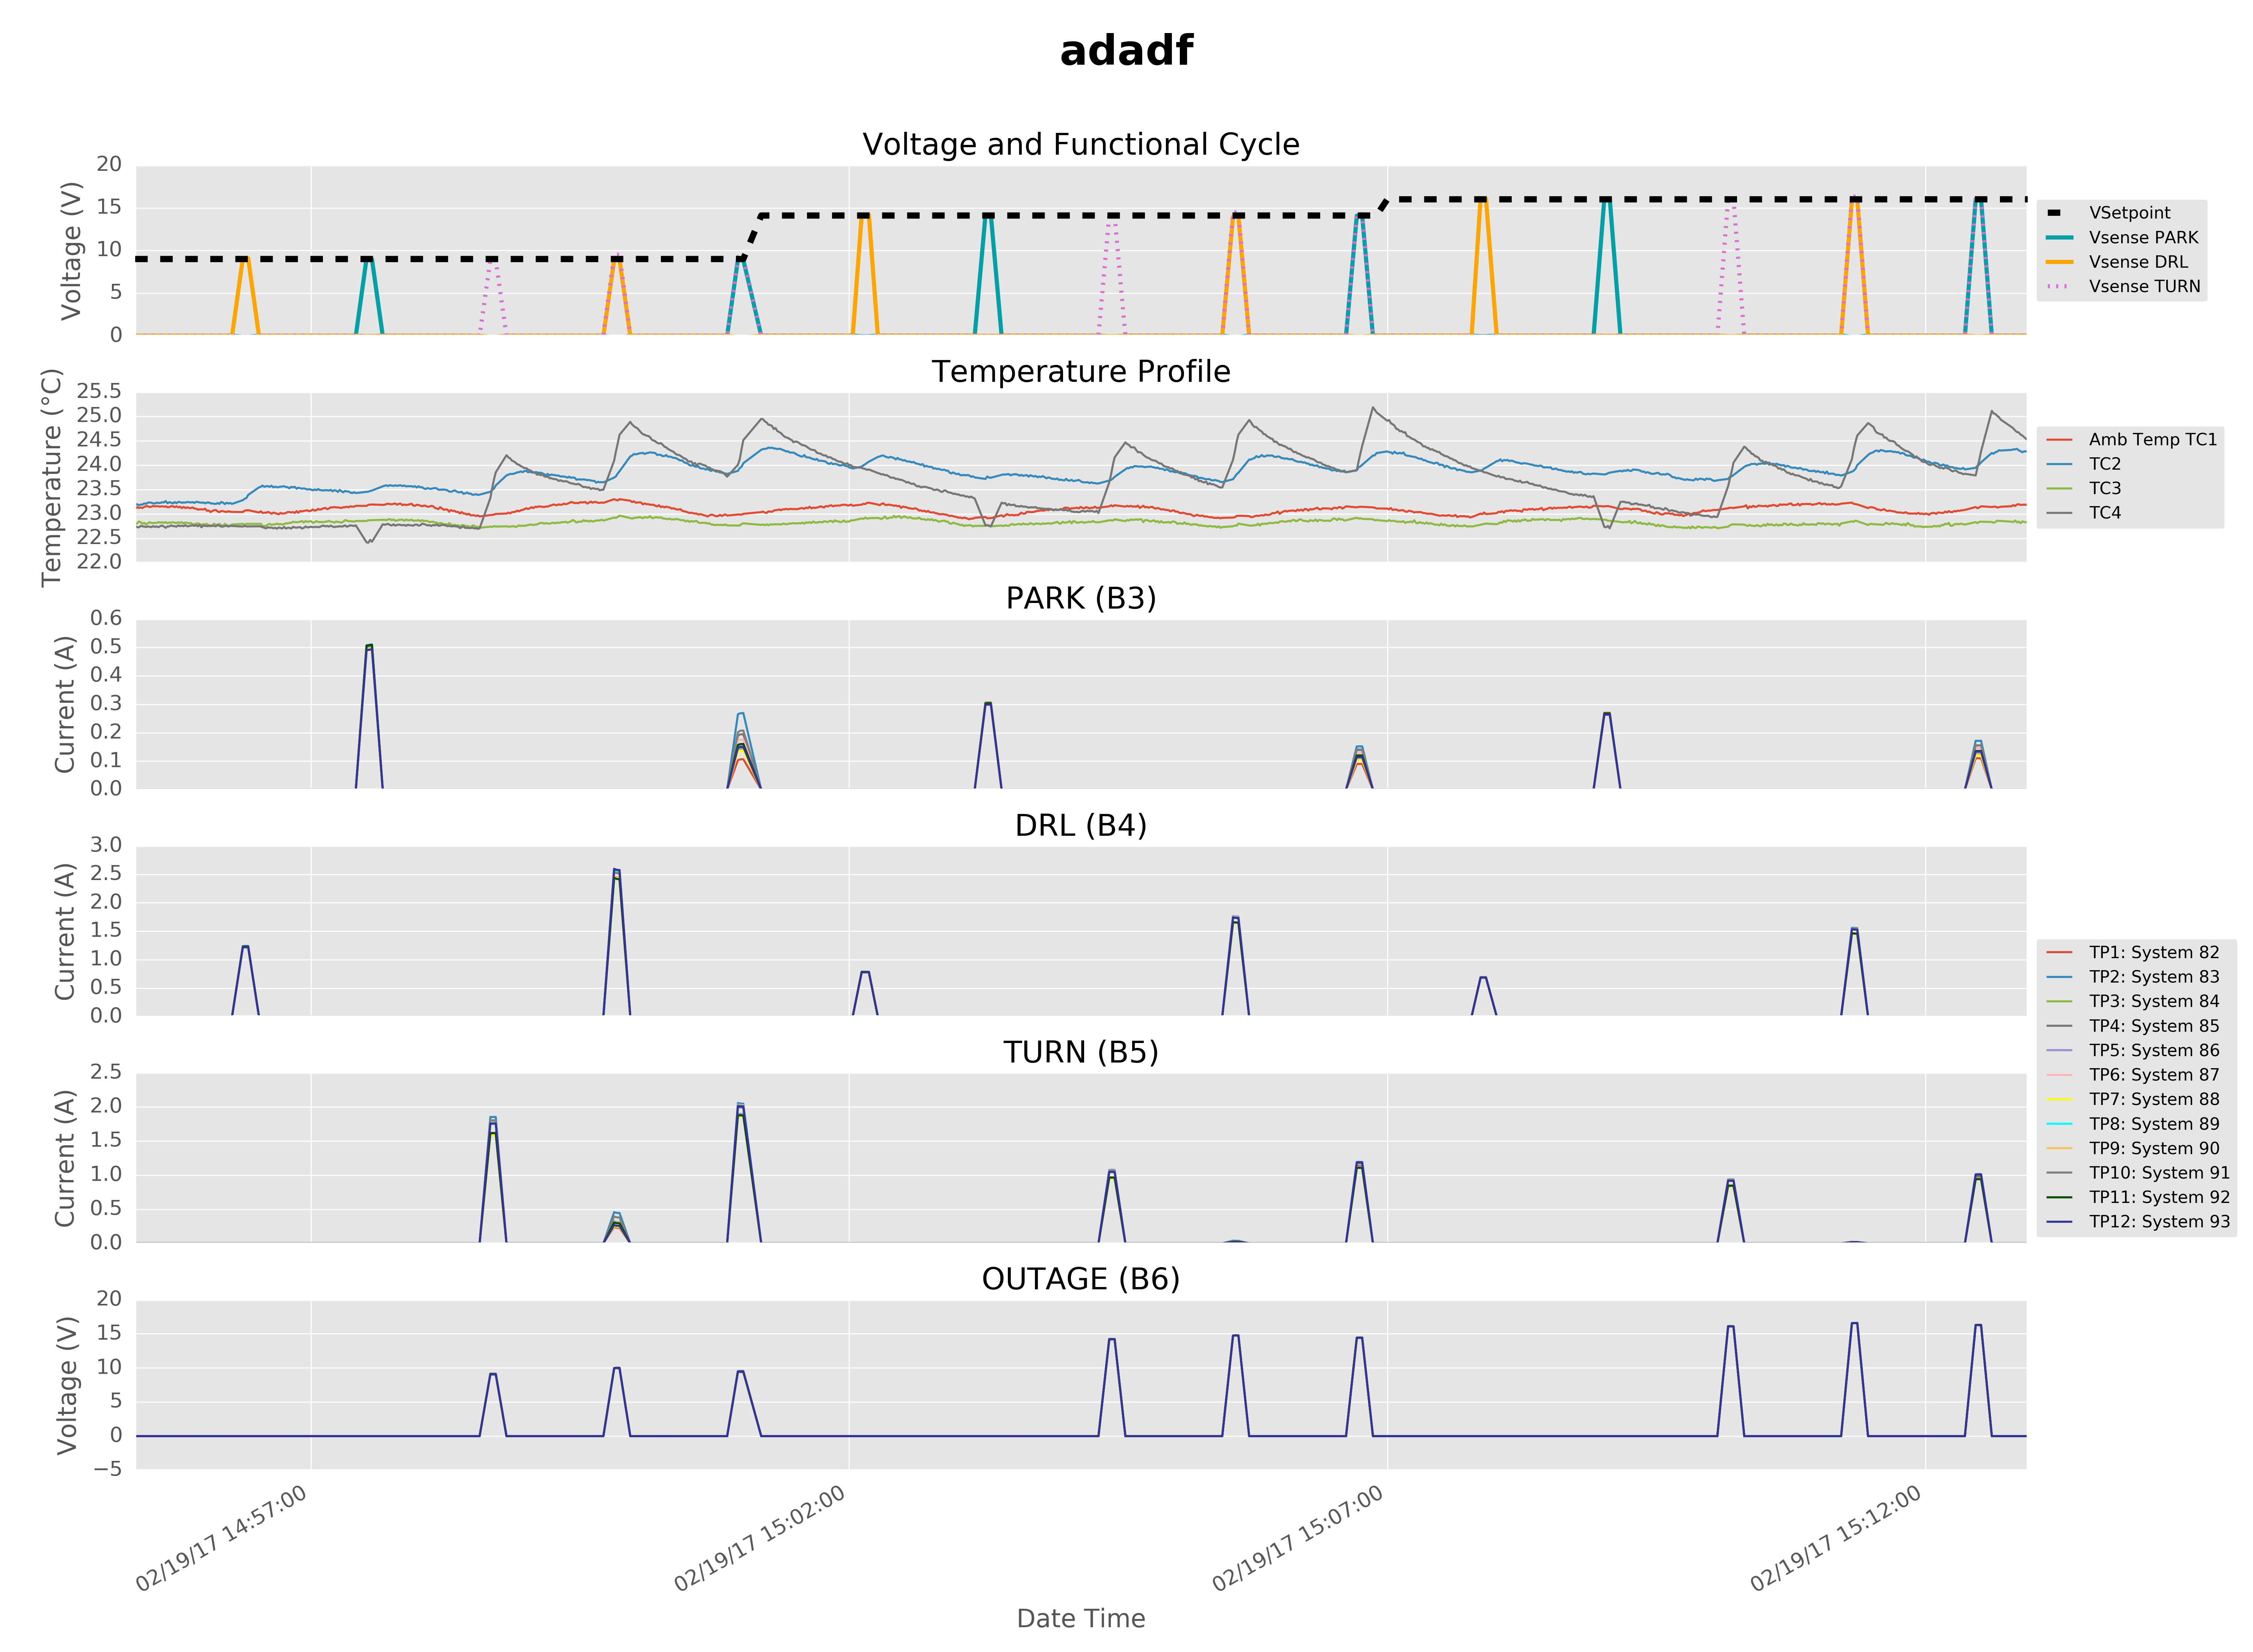 adadf
Voltage and Functional Cycle
Voltage (V)
20
15
10
5
0
VSetpoint
Vsense PARK
Vsense DRL
Vsense TURN
Temperature Profile
Temperature (°C)
25.5
25.0
24.5
24.0
23.5
23.0
22.5
22.0
Amb Temp TC1
TC2
TC3
TC4
PARK (B3)
Current (A)
0.6
0.5
0.4
0.3
0.2
0.1
0.0
DRL (B4)
Current (A)
3.0
2.5
2.0
1.5
1.0
0.5
0.0
TURN (B5)
Current (A)
2.5
2.0
1.5
1.0
0.5
0.0
TP1: System 82
TP2: System 83
TP3: System 84
TP4: System 85
TP5: System 86
TP6: System 87
TP7: System 88
TP8: System 89
TP9: System 90
TP10: System 91
TP11: System 92
TP12: System 93
OUTAGE (B6)
Voltage (V)
20
15
10
5
0
−5
02/19/17 14:57:00
02/19/17 15:02:00
02/19/17 15:07:00
02/19/17 15:12:00
Date Time